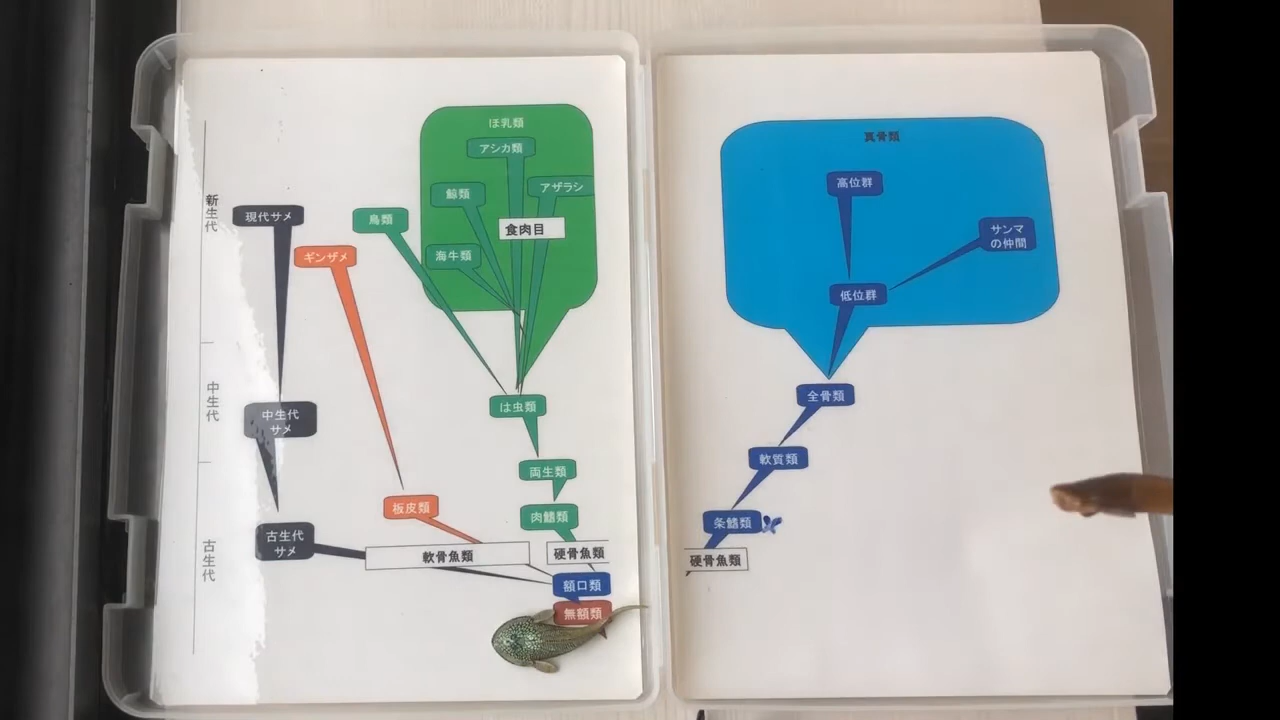 ほ乳類
アシカ類
鯨類
アザラシ
食肉目
海牛類
新生代
現代サメ
鳥類
ギンザメ
中生代
中生代
サメ
は虫類
両生類
板皮類
肉鰭類
古生代
古生代
サメ
軟骨魚類
硬骨魚類
額口類
無額類
真骨類
高位群
サンマ
の仲間
低位群
全骨類
軟質類
条鰭類
硬骨魚類